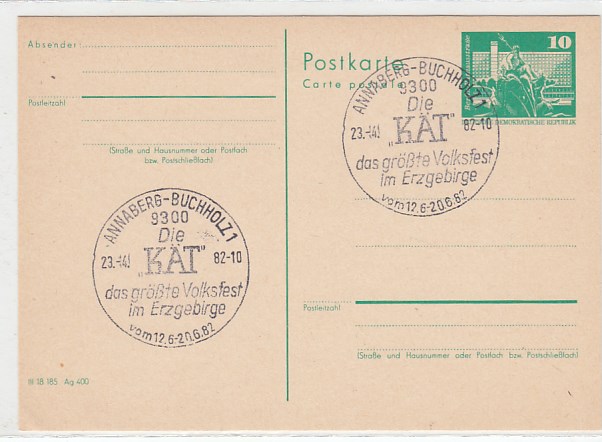 Absender:
Postleitzahl
(Straße und Hausnummer oder Postfach
bzw. Postschließfach)
ANNABERG-BUCHHOLZ 1
9300
Die
23.-4. 82-10
„KÄT“
das größte Volksfest
im Erzgebirge
vom 12.6-20.6.82
III 18 185 Ag 400
Postkarte
Carte postale
10
DEMOKRATISCHE REPUBLIK
ANNABERG-BUCHHOLZ 1
9300
Die
23.-4. 82-10
„KÄT“
das größte Volksfest
im Erzgebirge
vom 12.6-20.6.82
Postleitzahl
(Straße und Hausnummer oder Postfach bzw. Postschließfach)